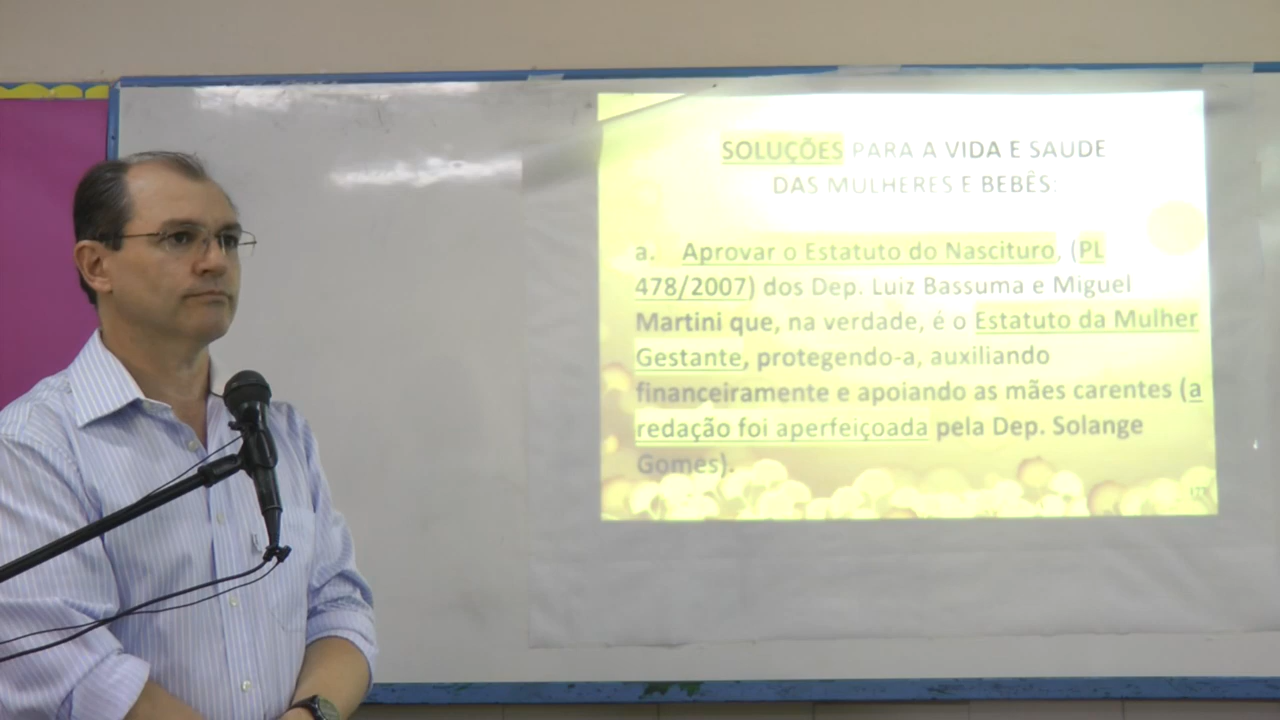 SOLUÇÕES PARA A VIDA E SAUDE
DAS MULHERES E BEBÊS:
a. Aprovar o Estatuto do Nascituro, (PL
478/2007) dos Dep. Luiz Bassuma e Miguel
Martini que, na verdade, é o Estatuto da Mulher
Gestante, protegendo-a, auxiliando
financeiramente e apoiando as mães carentes (a
redação foi aperfeiçoada pela Dep. Solange
Gomes).